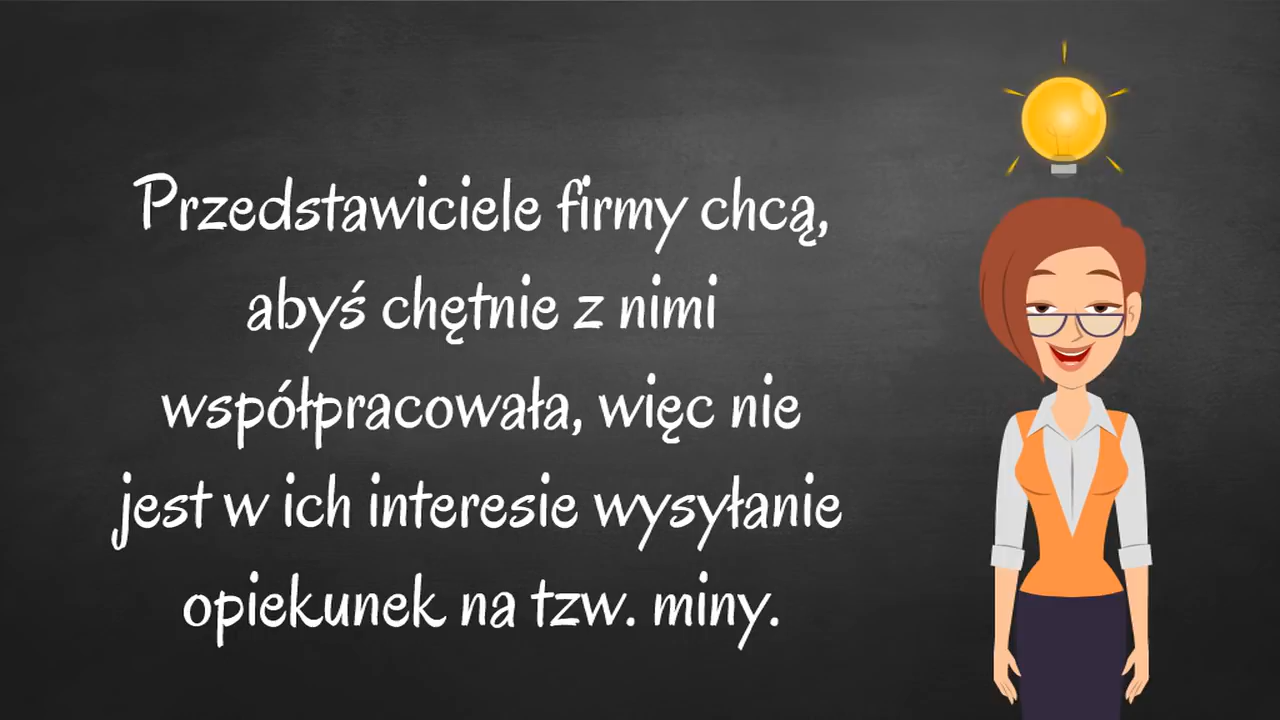 Przedstawiciele firmy chcą,
abyś chętnie z nimi
współpracowała, więc nie
jest w ich interesie wysyłanie
opiekunek na tzw. miny.